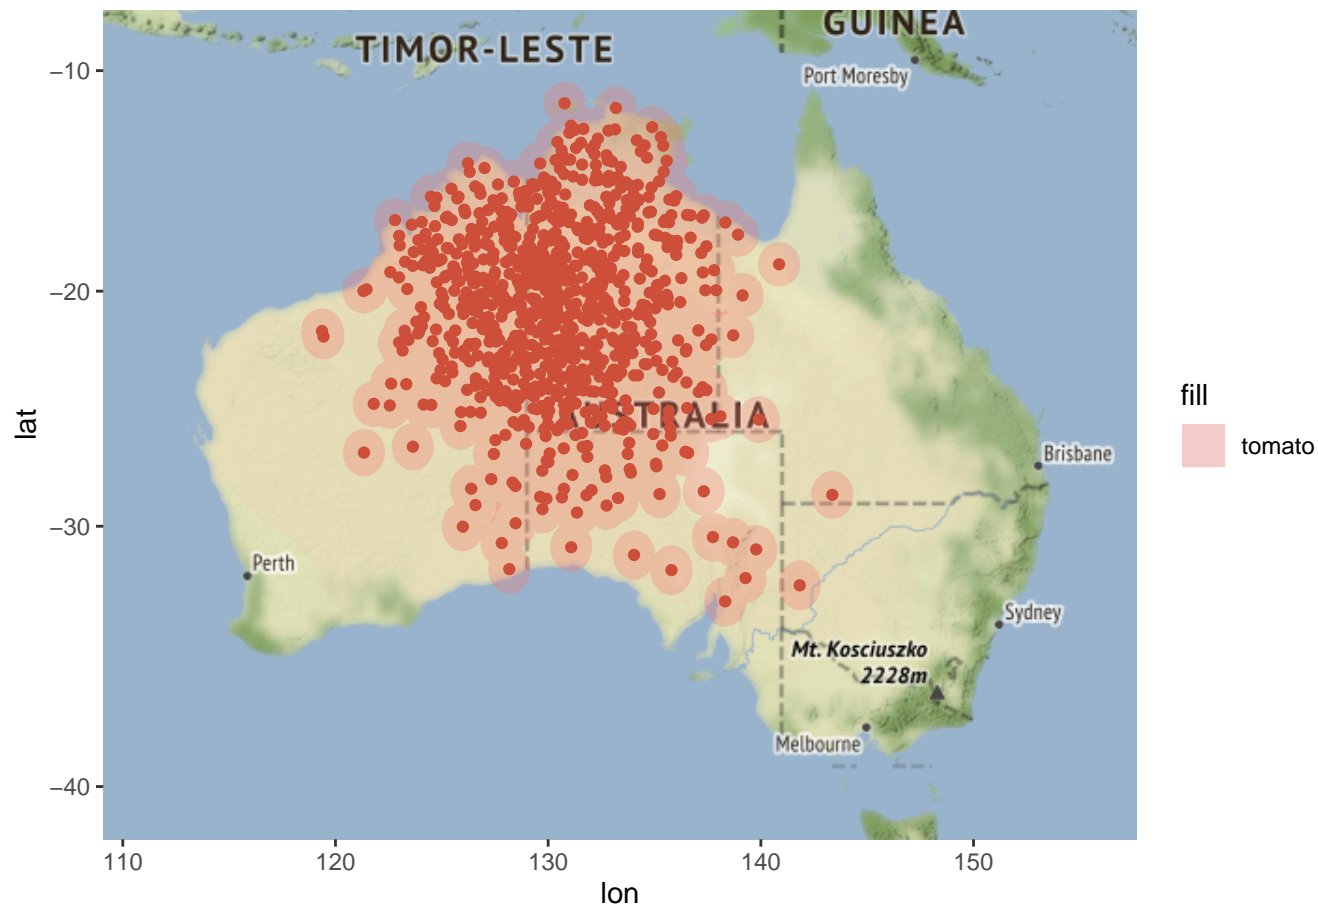 GUINEA
TIMOR-LESTE
Port Moresby
−10
−20
−30
−40
lat
AUSTRALIA
Brisbane
Perth
Sydney
Mt. Kosciuszko
2228m
Melbourne
110
120
130
140
150
lon
fill
tomato